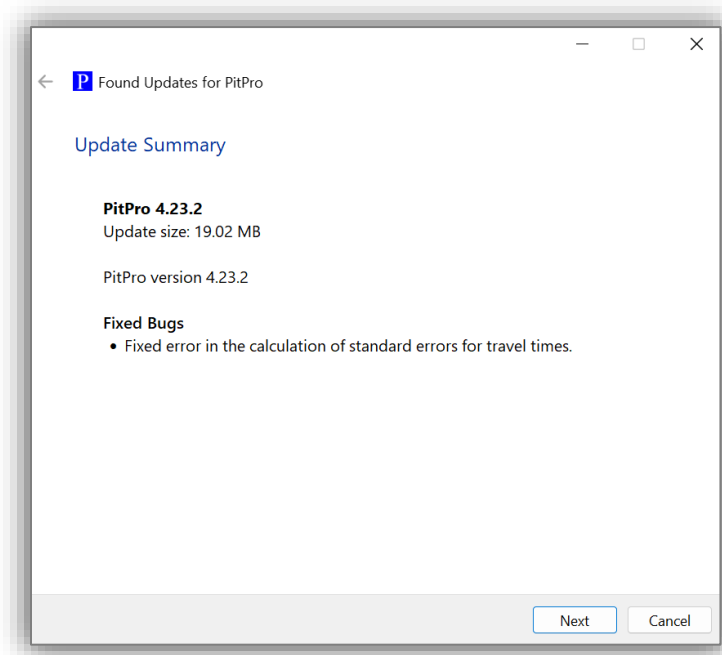 P Found Updates for PitPro
Update Summary
PitPro 4.23.2
Update size: 19.02 MB
PitPro version 4.23.2
Fixed Bugs
• Fixed error in the calculation of standard errors for travel times.
Next Cancel